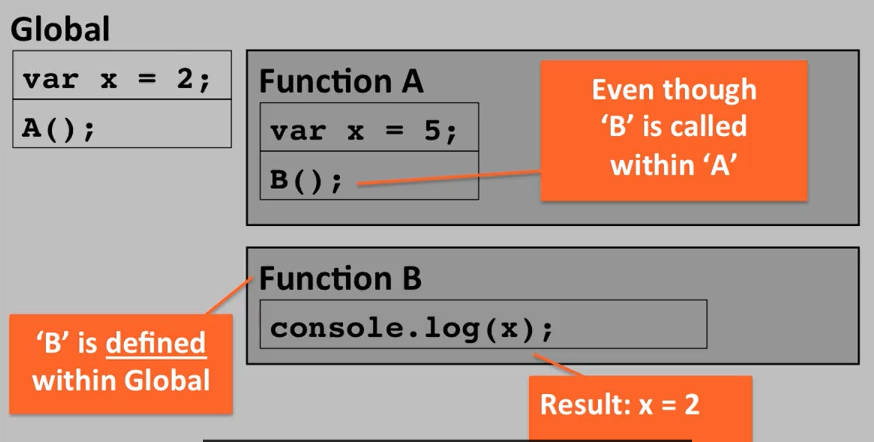 Global
var x = 2;
A();
Function A
var x = 5;
B();
Even though
‘B’ is called
within ‘A’
Function B
console.log(x);
‘B’ is defined
within Global
Result: x = 2